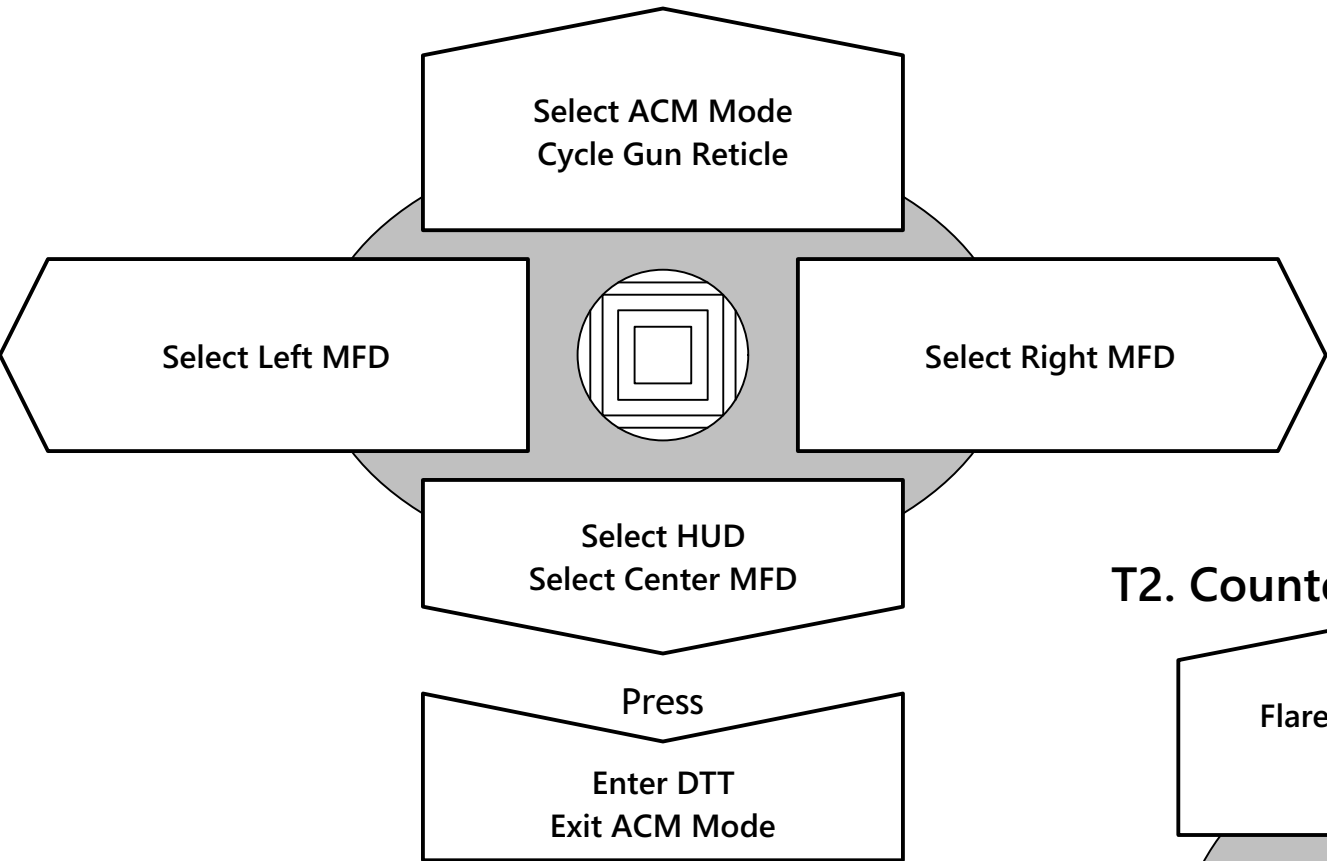 Select ACM Mode
Cycle Gun Reticle
Select Left MFD
Select Right MFD
Select HUD
Select Center MFD
T2. Count
Press
Flare
Enter DTT
Exit ACM Mode